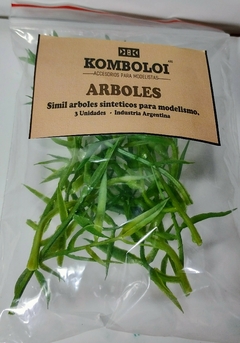 KOMBOLOI
ACCESORIOS PARA MODELISTAS
ARBOLES
Simil arboles sinteticos para modelismo.
3 Unidades - Industria Argentina